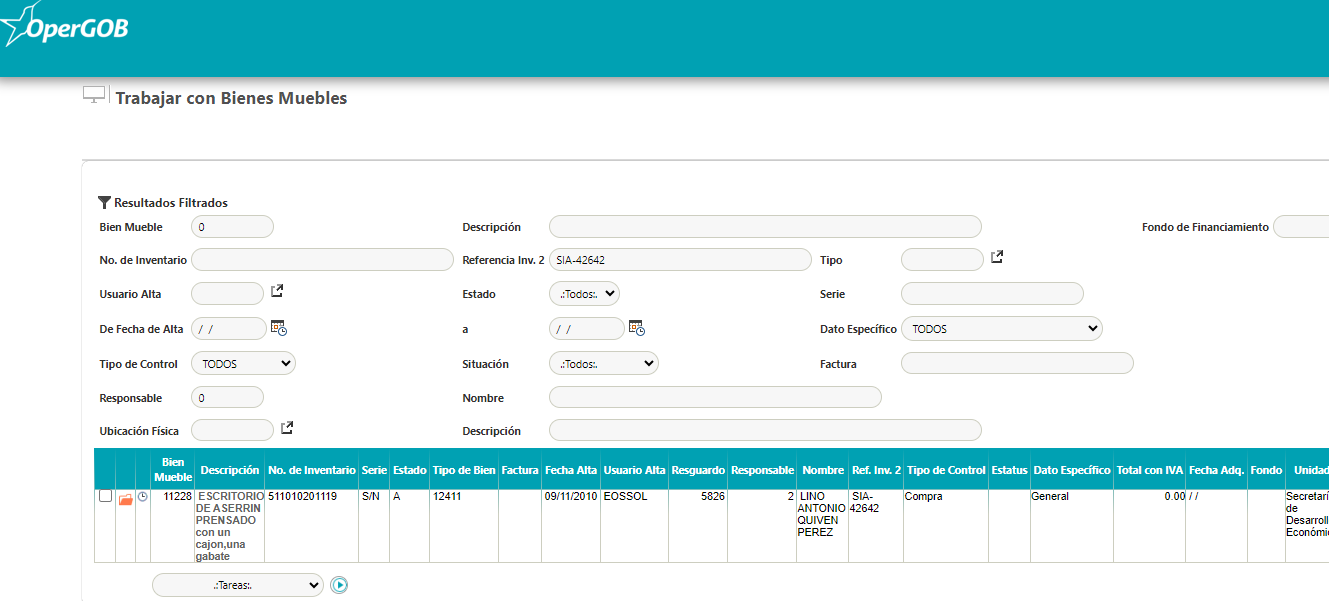 OperGOB
Trabajar con Bienes Muebles
Resultados Filtrados
Bien Mueble 0 Descripción Fondo de Financiamiento
No. de Inventario Referencia Inv. 2 SIA-42642 Tipo
Usuario Alta Estado .:Todos:. Serie
De Fecha de Alta / / a / / Dato Específico TODOS
Tipo de Control TODOS Situación .:Todos:. Factura
Responsable 0 Nombre
Ubicación Física Descripción
Bien Mueble Descripción No. de Inventario Serie Estado Tipo de Bien Factura Fecha Alta Usuario Alta Resguardo Responsable Nombre Ref. Inv. 2 Tipo de Control Estatus Dato Específico Total con IVA Fecha Adq. Fondo Unidad
11228 ESCRITORIO 511010201119 S/N A 12411 09/11/2010 EOSSOL 5826 2 LINO SIA- Compra General 0.00 / / Secretarí
DE ASERRIN ANTONIO 42642 de
PRENSADO QUIVEN Desarroll
con un PEREZ Económi
cajon,una
gabate
.:Tareas:.